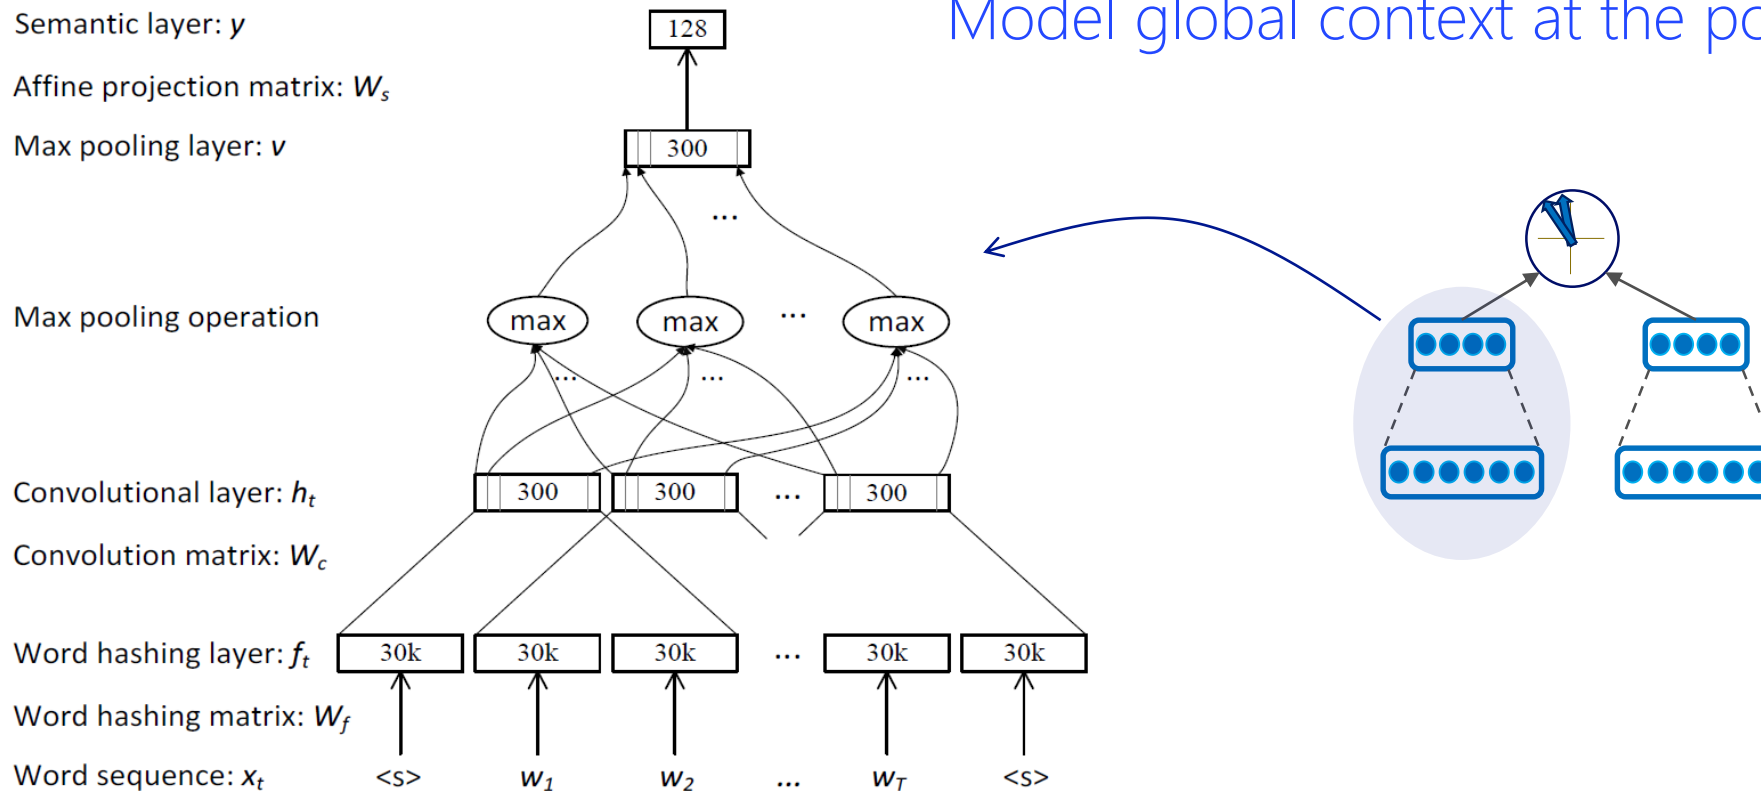 Model global context at the po
Semantic layer: y
128
Affine projection matrix: Ws
Max pooling layer: v
300
...
Max pooling operation
max max ... max
... ... ...
Convolutional layer: ht
300 300 ... 300
Convolution matrix: Wc
Word hashing layer: ft
30k 30k 30k ... 30k 30k
Word hashing matrix: Wf
Word sequence: xt
<s> w1 w2 ... wT <s>